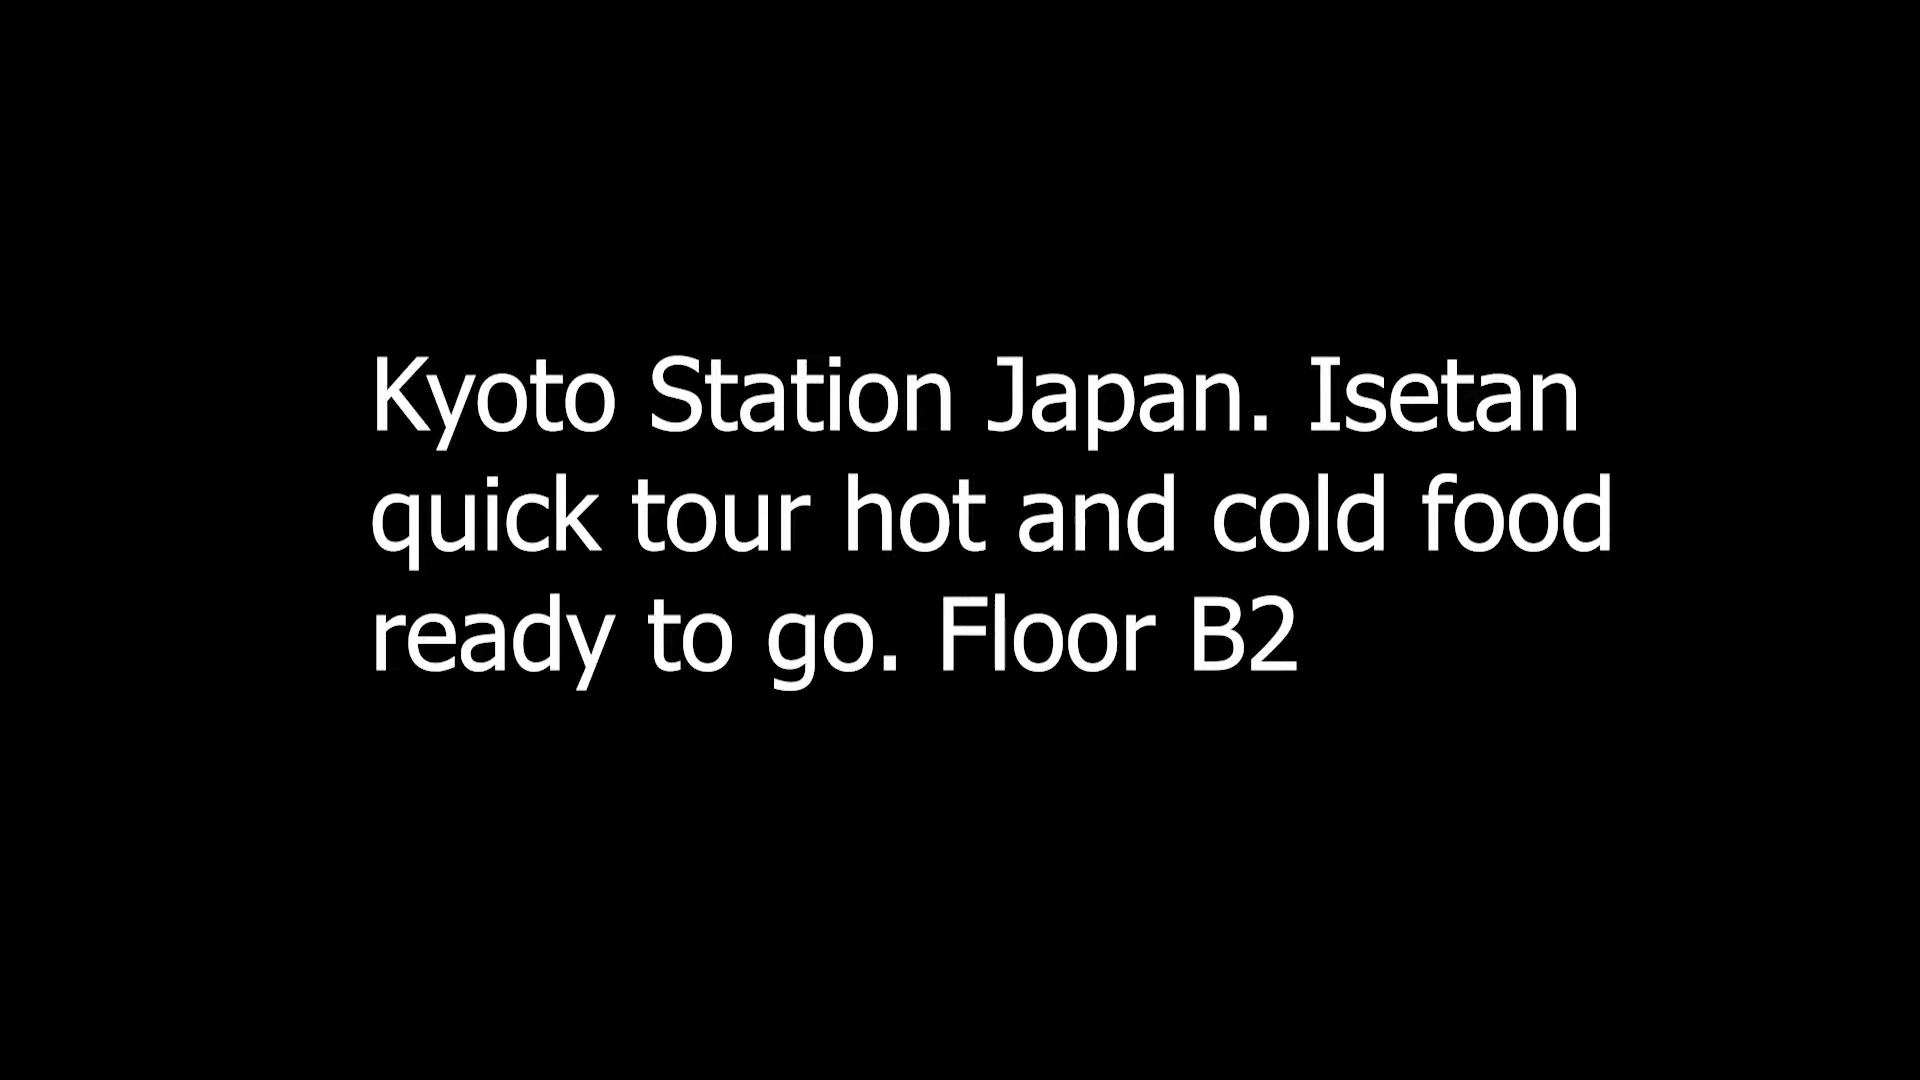 Kyoto Station Japan. Isetan
quick tour hot and cold food
ready to go. Floor B2